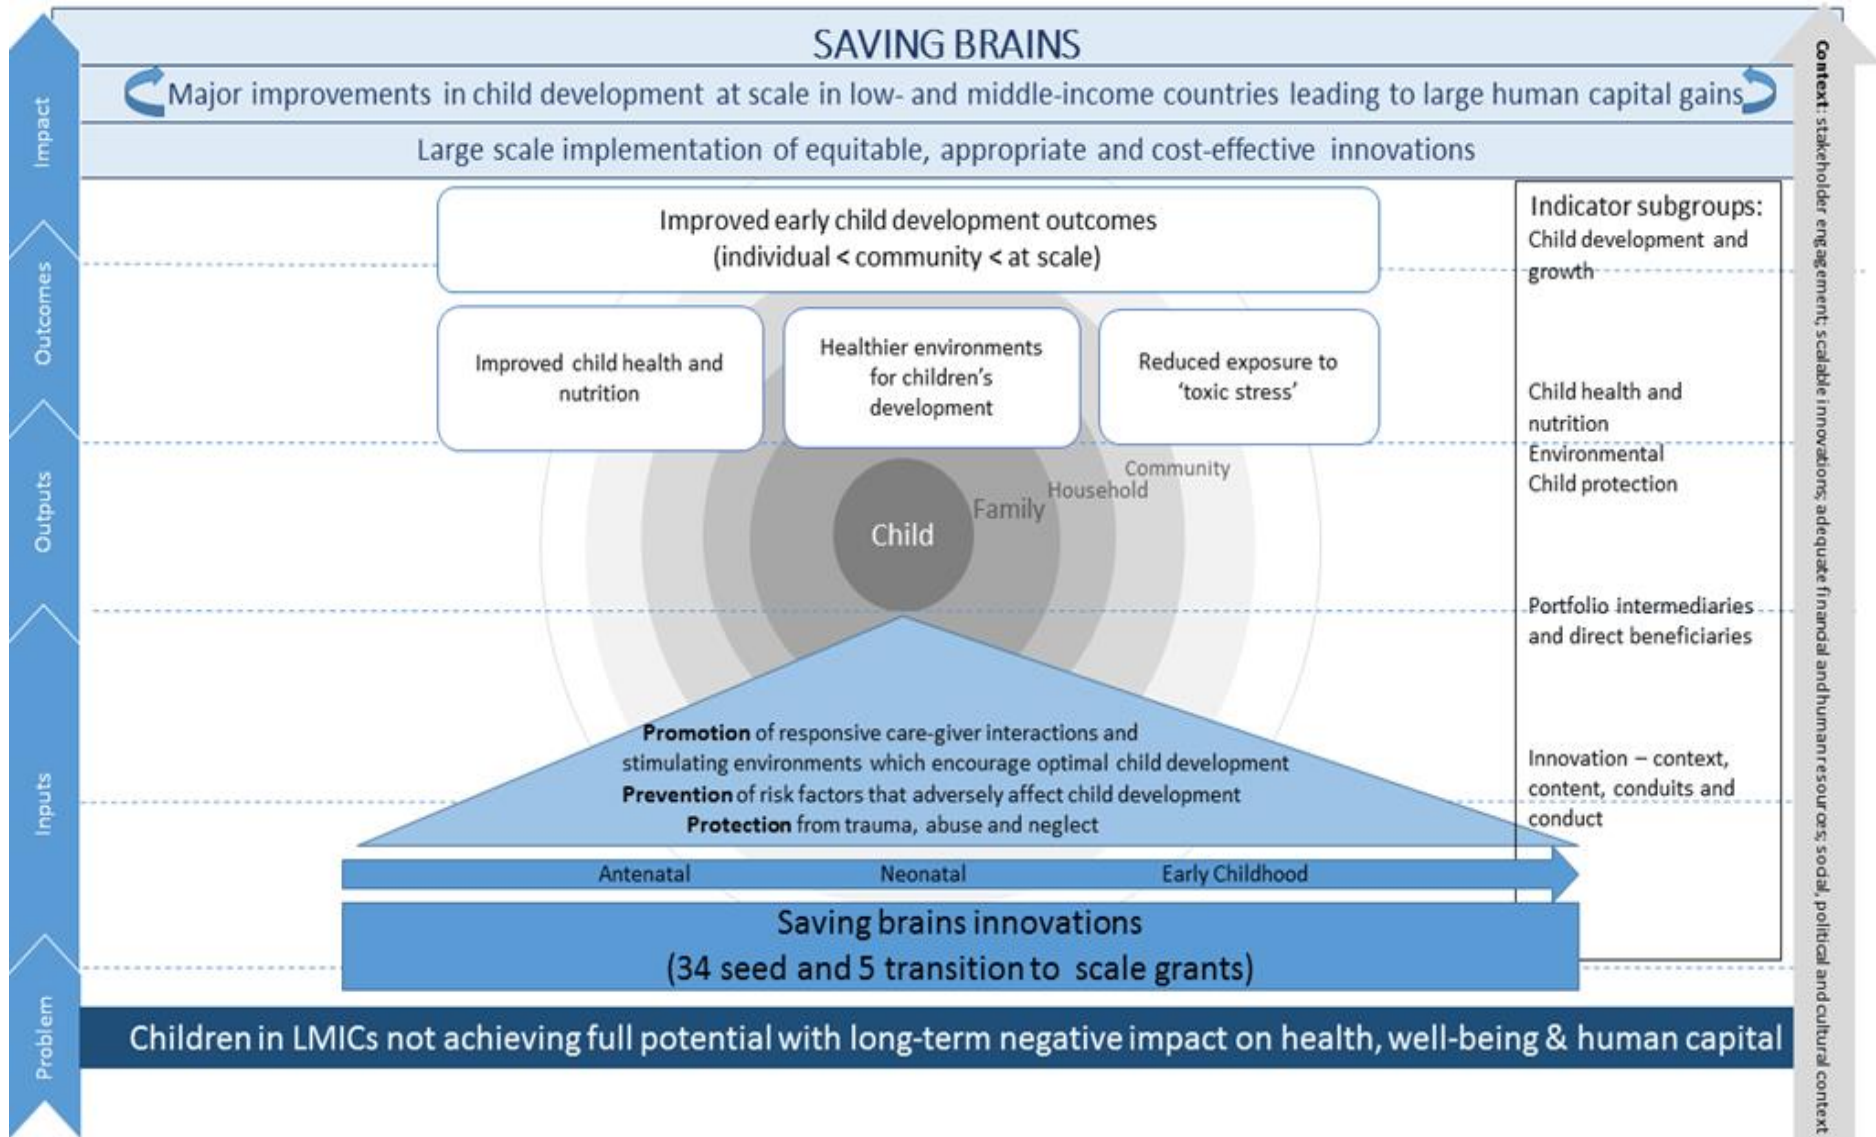 SAVING BRAINS
Major improvements in child development at scale in low- and middle-income countries leading to large human capital gains
Large scale implementation of equitable, appropriate and cost-effective innovations
Impact
Outcomes
Outputs
Inputs
Problem
Improved early child development outcomes
(individual < community < at scale)
Improved child health and
nutrition
Healthier environments
for children's
development
Reduced exposure to
'toxic stress'
Community
Household
Family
Child
Promotion of responsive care-giver interactions and
stimulating environments which encourage optimal child development
Prevention of risk factors that adversely affect child development
Protection from trauma, abuse and neglect
Antenatal
Neonatal
Early Childhood
Saving brains innovations
(34 seed and 5 transition to scale grants)
Children in LMICs not achieving full potential with long-term negative impact on health, well-being & human capital
Indicator subgroups:
Child development and
growth
Child health and
nutrition
Environmental
Child protection
Portfolio intermediaries
and direct beneficiaries
Innovation – context,
content, conduits and
conduct
Context: stakeholder engagement; scalable innovations; adequate financial and human resources; social, political and cultural context